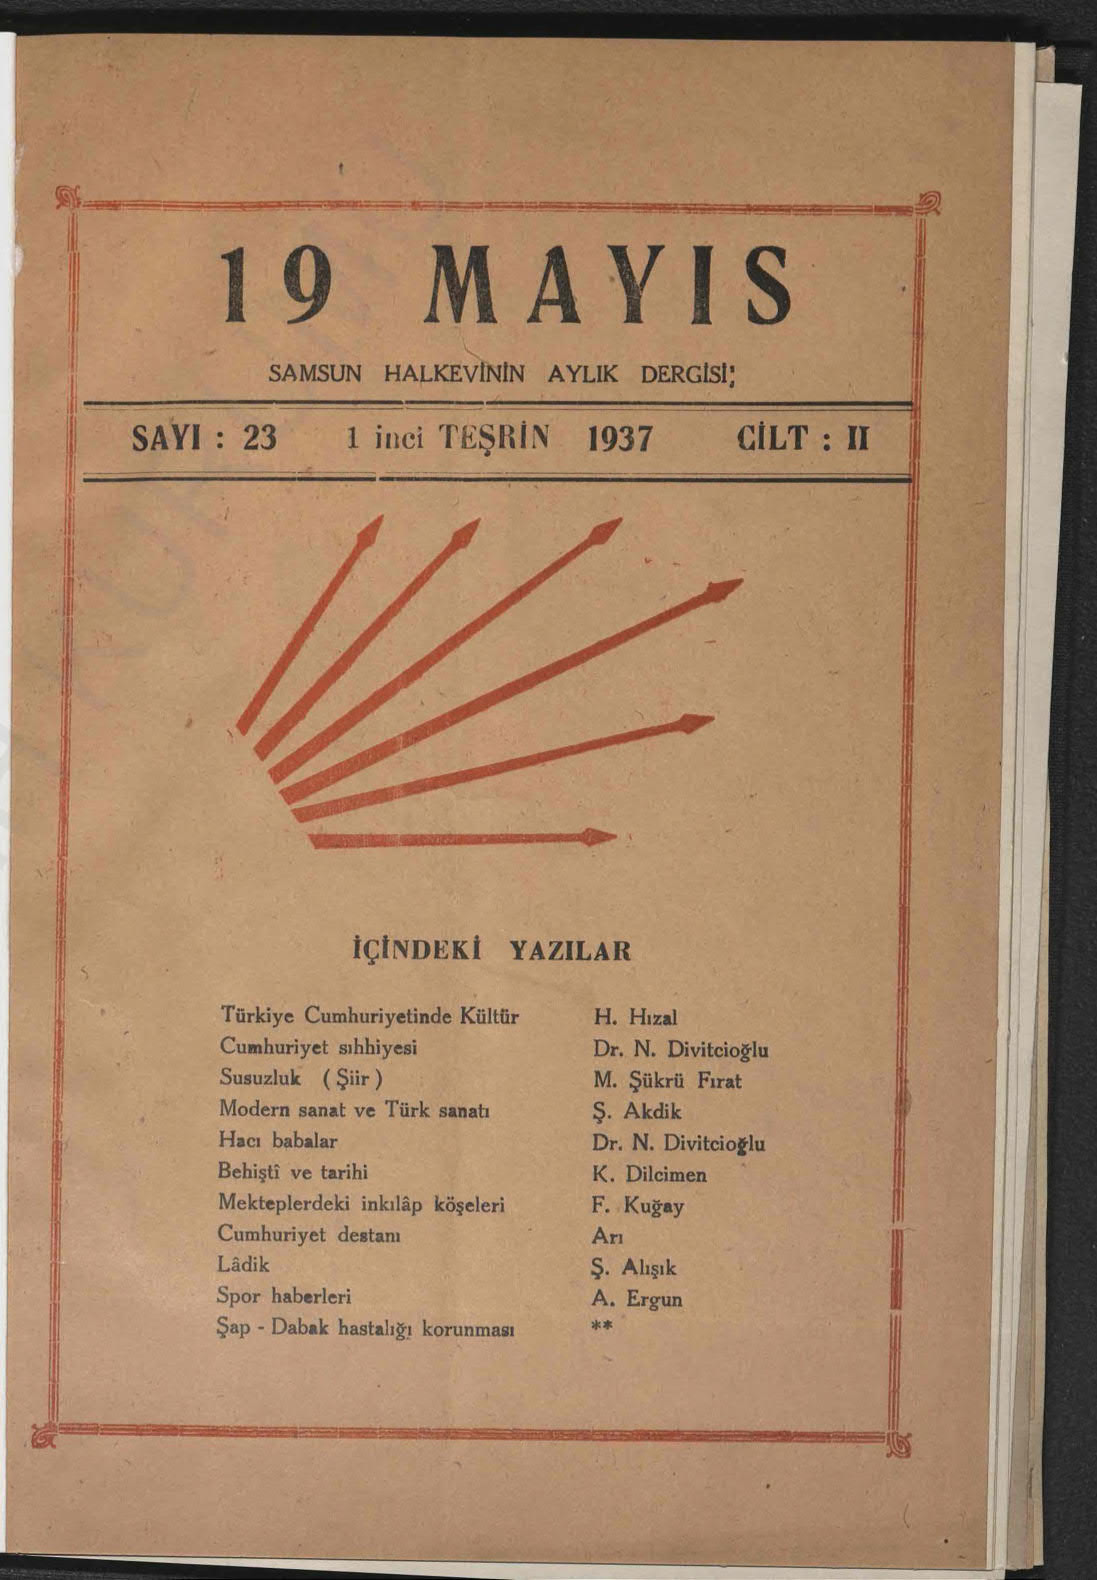 19 MAYIS
SAMSUN HALKEVİNİN AYLIK DERGİSİ;
SAYI : 23 1 inci TEŞRİN 1937 CİLT : II
İÇİNDEKİ YAZILAR
Türkiye Cumhuriyetinde Kültür H. Hızal
Cumhuriyet sıhhiyesi Dr. N. Divitcioğlu
Susuzluk ( Şiir ) M. Şükrü Fırat
Modern sanat ve Türk sanatı Ş. Akdik
Hacı babalar Dr. N. Divitcioğlu
Behiştî ve tarihi K. Dilcimen
Mekteplerdeki inkılâp köşeleri F. Kuğay
Cumhuriyet destanı Arı
Lâdik Ş. Alışık
Spor haberleri A. Ergun
Şap - Dabak hastalığı korunması **